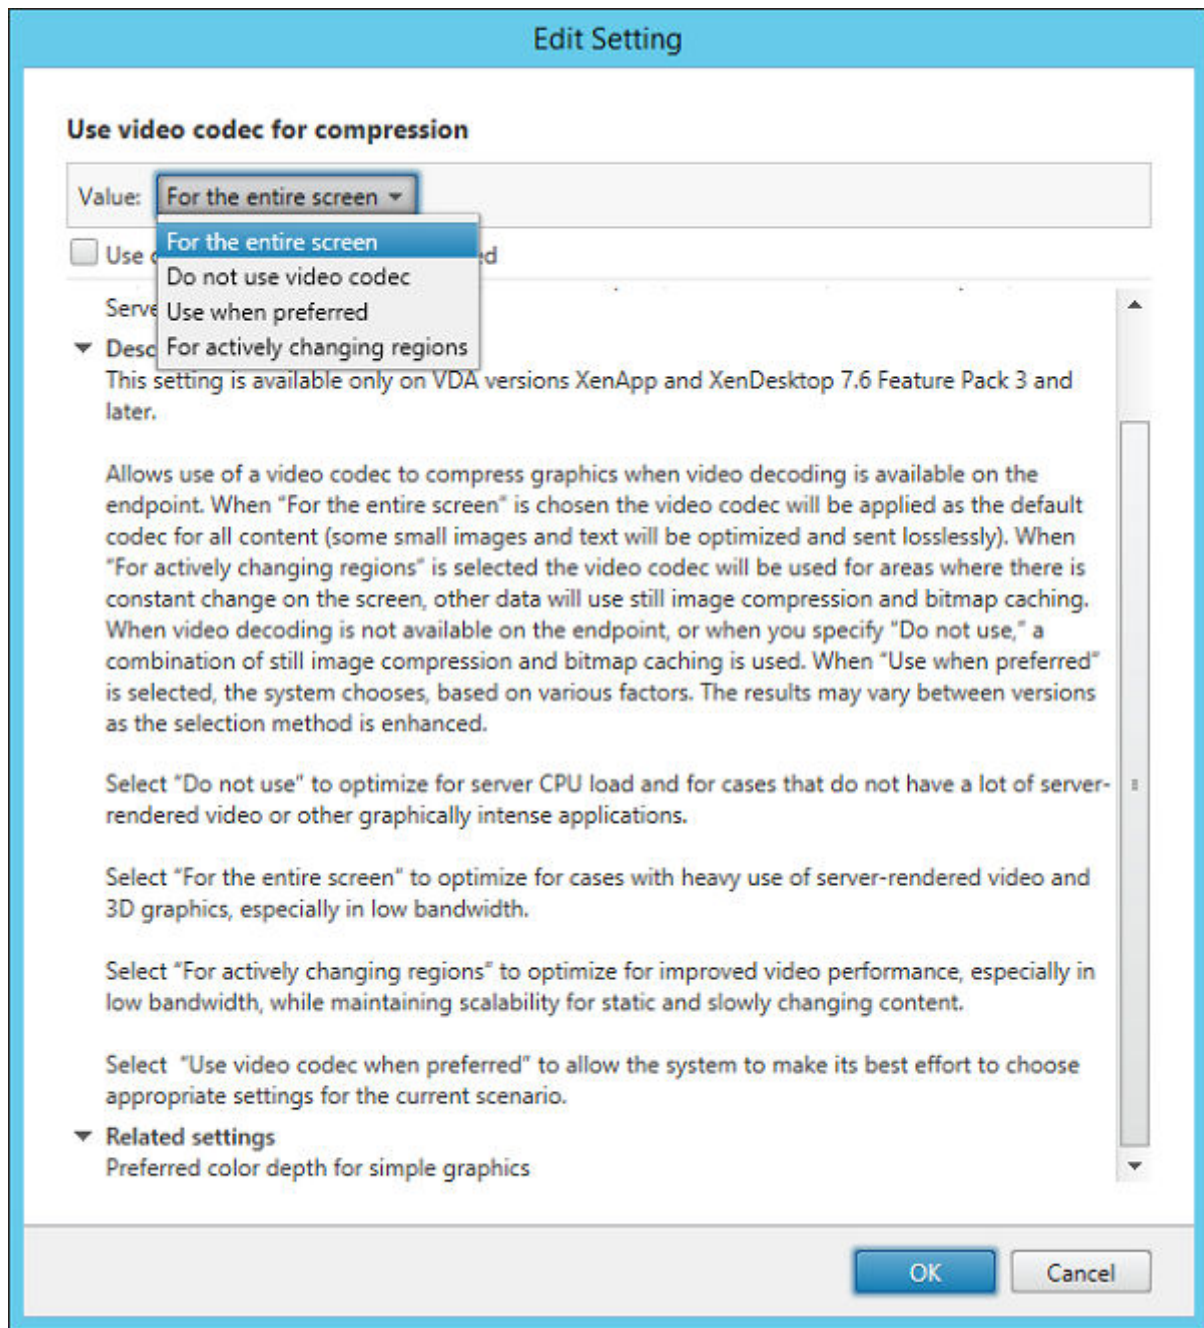 Edit Setting
Use video codec for compression
Value: For the entire screen
For the entire screen
Use
Do not use video codec
Use when preferred
For actively changing regions
This setting is available only on VDA versions XenApp and XenDesktop 7.6 Feature Pack 3 and
later.
Allows use of a video codec to compress graphics when video decoding is available on the
endpoint. When “For the entire screen” is chosen the video codec will be applied as the default
codec for all content (some small images and text will be optimized and sent losslessly). When
“For actively changing regions” is selected the video codec will be used for areas where there is
constant change on the screen, other data will use still image compression and bitmap caching.
When video decoding is not available on the endpoint, or when you specify “Do not use,” a
combination of still image compression and bitmap caching is used. When “Use when preferred”
is selected, the system chooses, based on various factors. The results may vary between versions
as the selection method is enhanced.
Select “Do not use” to optimize for server CPU load and for cases that do not have a lot of server-
rendered video or other graphically intense applications.
Select “For the entire screen” to optimize for cases with heavy use of server-rendered video and
3D graphics, especially in low bandwidth.
Select “For actively changing regions” to optimize for improved video performance, especially in
low bandwidth, while maintaining scalability for static and slowly changing content.
Select  “Use video codec when preferred” to allow the system to make its best effort to choose
appropriate settings for the current scenario.
Related settings
Preferred color depth for simple graphics
OK
Cancel